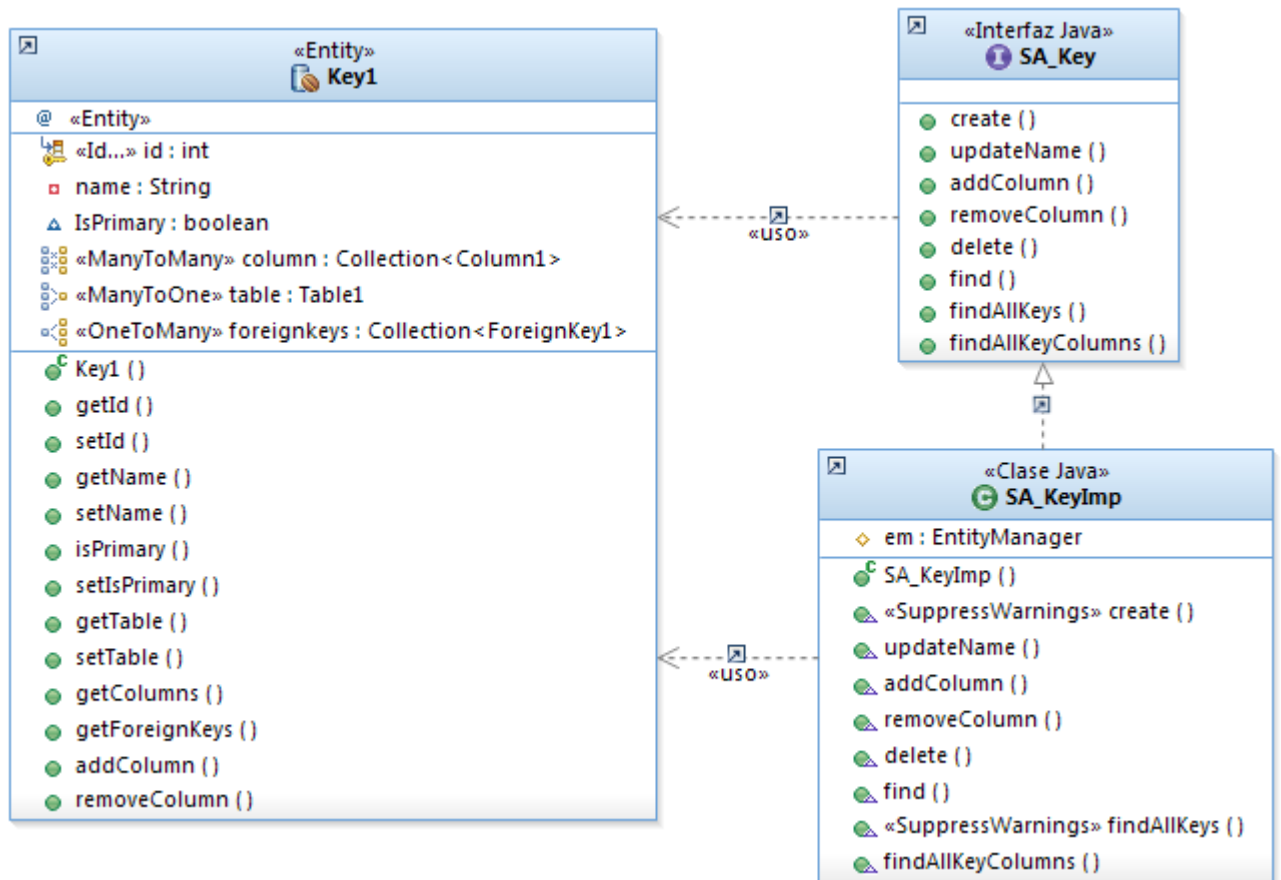 «Entity»
Key1
@ «Entity»
«Id...» id : int
name : String
IsPrimary : boolean
«ManyToMany» column : Collection<Column1>
«ManyToOne» table : Table1
«OneToMany» foreignkeys : Collection<ForeignKey1>
Key1 ()
getId ()
setId ()
getName ()
setName ()
isPrimary ()
setIsPrimary ()
getTable ()
setTable ()
getColumns ()
getForeignKeys ()
addColumn ()
removeColumn ()
«uso»
«uso»
«Interfaz Java»
I SA_Key
create ()
updateName ()
addColumn ()
removeColumn ()
delete ()
find ()
findAllKeys ()
findAllKeyColumns ()
«Clase Java»
C SA_KeyImp
em : EntityManager
C SA_KeyImp ()
«SuppressWarnings» create ()
updateName ()
addColumn ()
removeColumn ()
delete ()
find ()
«SuppressWarnings» findAllKeys ()
findAllKeyColumns ()